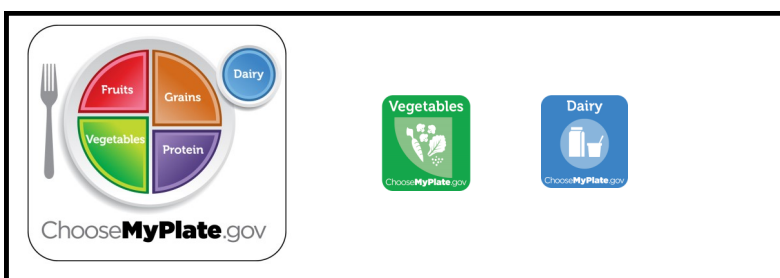 Dairy
Fruits
Grains
Vegetables
Protein
ChooseMyPlate.gov
Vegetables
ChooseMyPlate.gov
Dairy
ChooseMyPlate.gov